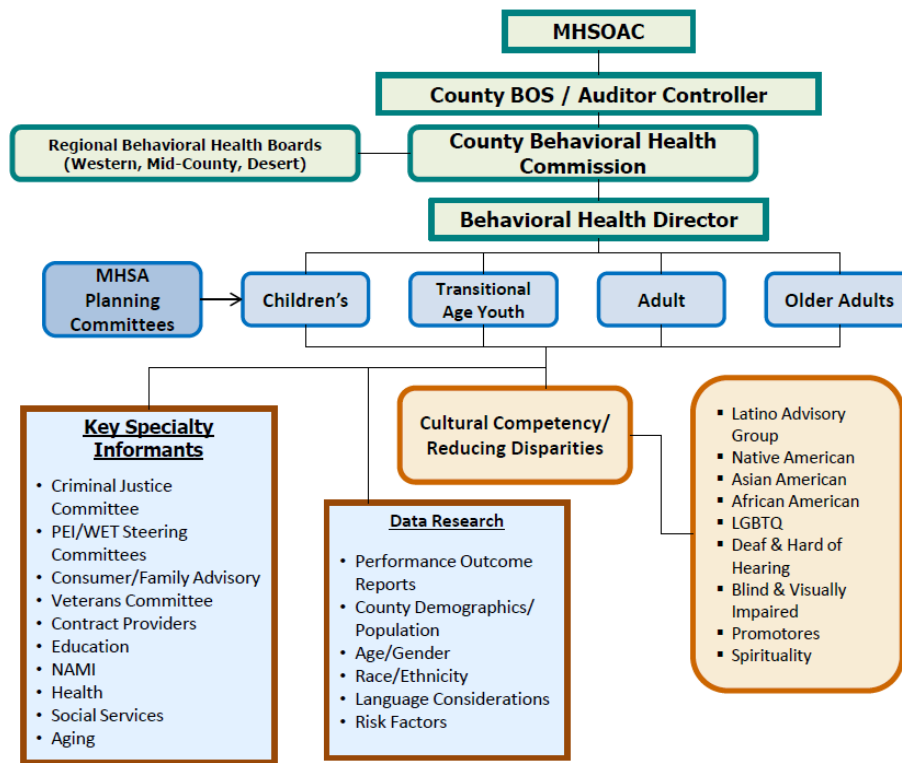 MHSOAC
County BOS / Auditor Controller
Regional Behavioral Health Boards
(Western, Mid-County, Desert)
County Behavioral Health
Commission
Behavioral Health Director
MHSA
Planning
Committees
Children's
Transitional
Age Youth
Adult
Older Adults
Key Specialty
Informants
• Criminal Justice
Committee
• PEI/WET Steering
Committees
• Consumer/Family Advisory
• Veterans Committee
• Contract Providers
• Education
• NAMI
• Health
• Social Services
• Aging
Data Research
• Performance Outcome
Reports
• County Demographics/
Population
• Age/Gender
• Race/Ethnicity
• Language Considerations
• Risk Factors
Cultural Competency/
Reducing Disparities
▪ Latino Advisory
Group
▪ Native American
▪ Asian American
▪ African American
▪ LGBTQ
▪ Deaf & Hard of
Hearing
▪ Blind & Visually
Impaired
▪ Promotores
▪ Spirituality